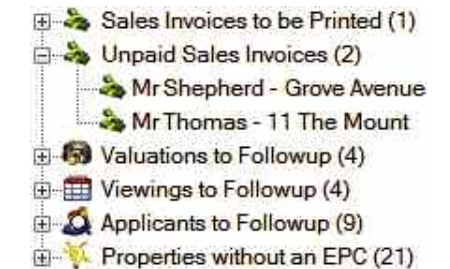 Sales Invoices to be Printed (1)
Unpaid Sales Invoices (2)
Mr Shepherd - Grove Avenue
Mr Thomas - 11 The Mount
Valuations to Followup (4)
Viewings to Followup (4)
Applicants to Followup (9)
Properties without an EPC (21)